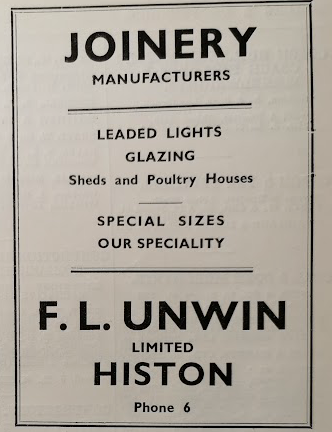 JOINERY
MANUFACTURERS
LEADED LIGHTS
GLAZING
Sheds and Poultry Houses
SPECIAL SIZES
OUR SPECIALITY
F. L. UNWIN
LIMITED
HISTON
Phone 6